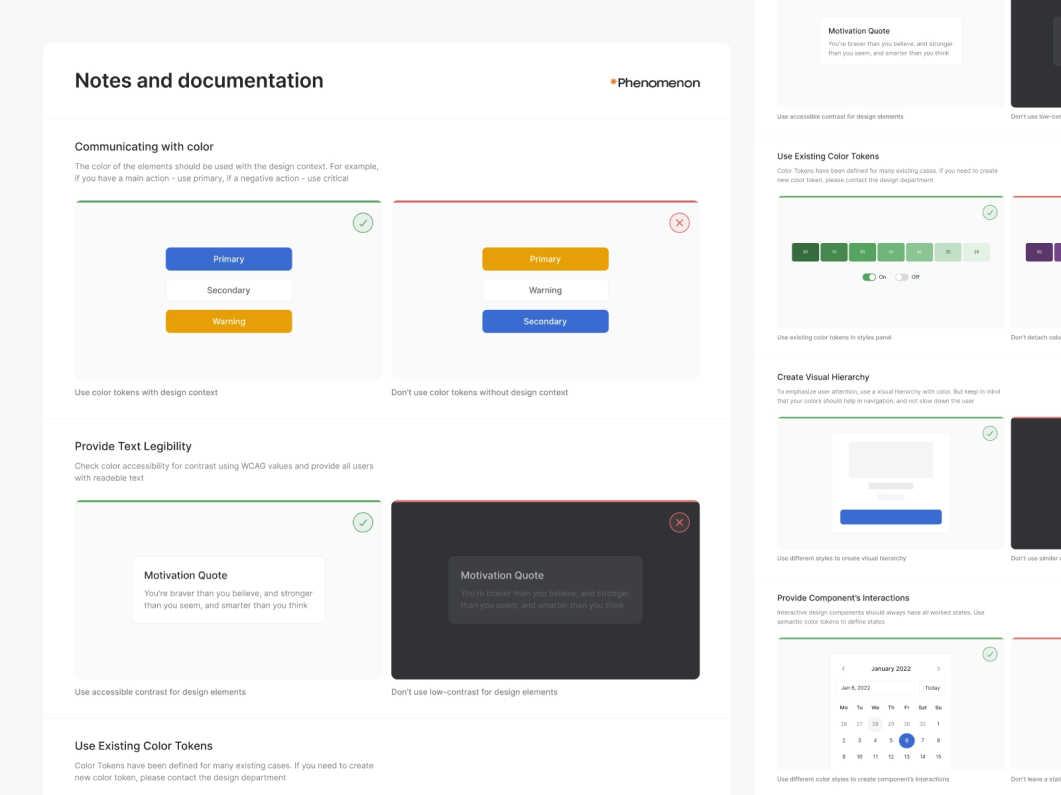 Notes and documentation
*Phenomenon
Communicating with color
The color of the elements should be used with the design context. For example,
if you have a main action - use primary, if a negative action - use critical
Primary
Secondary
Warning
Primary
Warning
Secondary
Use color tokens with design context
Don't use color tokens without design context
Provide Text Legibility
Check color accessibility for contrast using WCAG values and provide all users
with readeble text
Motivation Quote
You're braver than you believe, and stronger
than you seem, and smarter than you think
Motivation Quote
You're braver than you believe, and stronger
than you seem, and smarter than you think
Use accessible contrast for design elements
Don't use low-contrast for design elements
Use Existing Color Tokens
Color Tokens have been defined for many existing cases. If you need to create
new color token, please contact the design department
Motivation Quote
You're braver than you believe, and stronger
than you seem, and smarter than you think
Use accessible contrast for design elements
Don't use low-con
Use Existing Color Tokens
Color Tokens have been defined for many existing cases. If you need to create
new color token, please contact the design department
On Off
Use existing color tokens in styles panel
Don't detach colo
Create Visual Hierarchy
To emphasize user attention, use a visual hierarchy with color. But keep in mind
that your colors should help in navigation, and not slow down the user
Use different styles to create visual hierarchy
Don't use similar
Provide Component's Interactions
Interactive design components should always have all worked states. Use
semantic color tokens to define states
January 2022
Jan 6, 2022 Today
Mo Tu We Th Fr Sat Su
26 27 28 29 30 32 1
2 3 4 5 6 7 8
9 10 11 12 13 14 15
Use different color styles to create component's interactions
Don't leave a stati